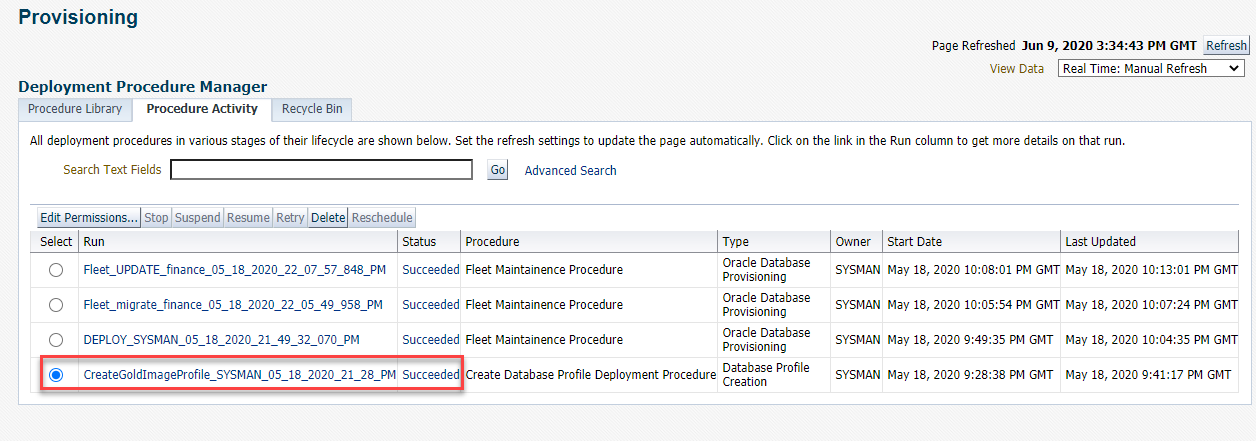 Provisioning
Page Refreshed Jun 9, 2020 3:34:43 PM GMT Refresh
View Data Real Time: Manual Refresh
Deployment Procedure Manager
Procedure Library Procedure Activity Recycle Bin
All deployment procedures in various stages of their lifecycle are shown below. Set the refresh settings to update the page automatically. Click on the link in the Run column to get more details on that run.
Search Text Fields Go Advanced Search
Edit Permissions... Stop Suspend Resume Retry Delete Reschedule
Select Run Status Procedure Type Owner Start Date Last Updated
Fleet_UPDATE_finance_05_18_2020_22_07_57_848_PM Succeeded Fleet Maintainence Procedure Oracle Database Provisioning SYSMAN May 18, 2020 10:08:01 PM GMT May 18, 2020 10:13:01 PM GMT
Fleet_migrate_finance_05_18_2020_22_05_49_958_PM Succeeded Fleet Maintainence Procedure Oracle Database Provisioning SYSMAN May 18, 2020 10:05:54 PM GMT May 18, 2020 10:07:24 PM GMT
DEPLOY_SYSMAN_05_18_2020_21_49_32_070_PM Succeeded Fleet Maintainence Procedure Oracle Database Provisioning SYSMAN May 18, 2020 9:49:35 PM GMT May 18, 2020 10:04:35 PM GMT
CreateGoldImageProfile_SYSMAN_05_18_2020_21_28_PM Succeeded Create Database Profile Deployment Procedure Database Profile Creation SYSMAN May 18, 2020 9:28:38 PM GMT May 18, 2020 9:41:17 PM GMT